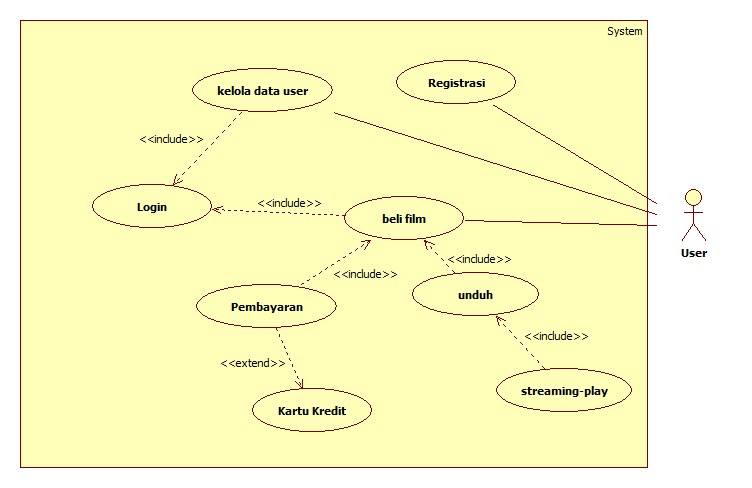 System
kelola data user
Registrasi
<<include>>
Login
<<include>>
beli film
User
<<include>>
<<include>>
Pembayaran
unduh
<<extend>>
<<include>>
Kartu Kredit
streaming-play